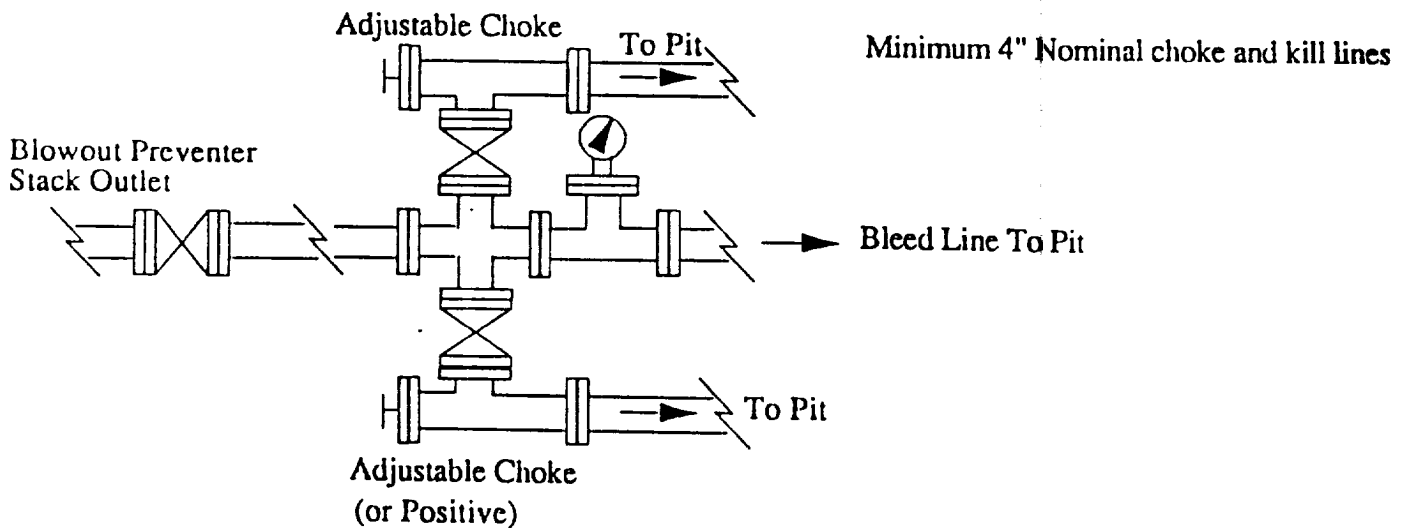 Adjustable Choke
To Pit
Minimum 4" Nominal choke and kill lines
Blowout Preventer
Stack Outlet
Bleed Line To Pit
To Pit
Adjustable Choke
(or Positive)